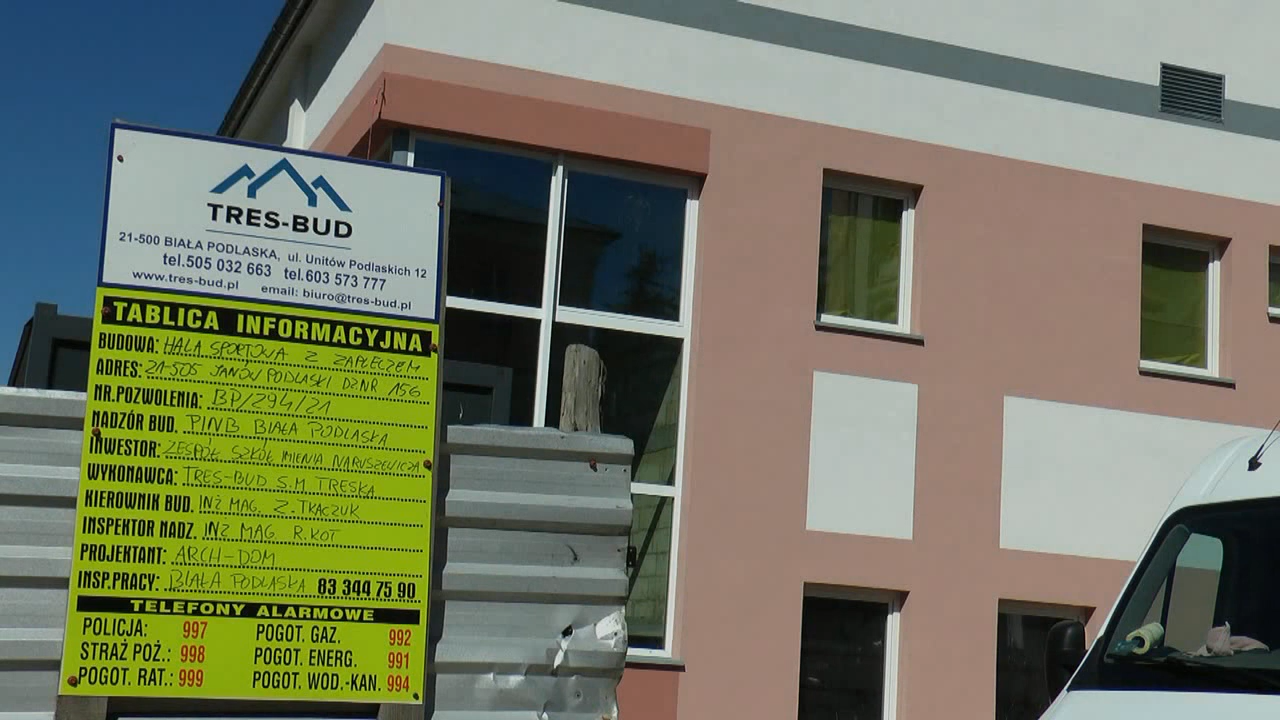 TRES-BUD
21-500 BIAŁA PODLASKA, ul. Unitów Podlaskich 12
tel.505 032 663 tel.603 573 777
www.tres-bud.pl email: biuro@tres-bud.pl
TABLICA INFORMACYJNA
BUDOWA: HALA SPORTOWA Z ZAPLECZEM
ADRES: 21-505 JANÓW PODLASKI DZ NR 156
NR.POZWOLENIA: BP/294/21
NADZÓR BUD. PINB BIAŁA PODLASKA
INWESTOR: ZESPÓŁ SZKÓŁ IMIENIA NARUSZEWICZA
WYKONAWCA: TRES-BUD S.M TRESKA
KIEROWNIK BUD. INŻ MAG. Z. TKACZUK
INSPEKTOR NADZ. INŻ MAG. R. KOT
PROJEKTANT: ARCH-DOM
INSP.PRACY: BIAŁA PODLASKA 83 344 75 90
TELEFONY ALARMOWE
POLICJA: 997 POGOT. GAZ. 992
STRAŻ POŻ.: 998 POGOT. ENERG. 991
POGOT. RAT.: 999 POGOT. WOD.-KAN. 994